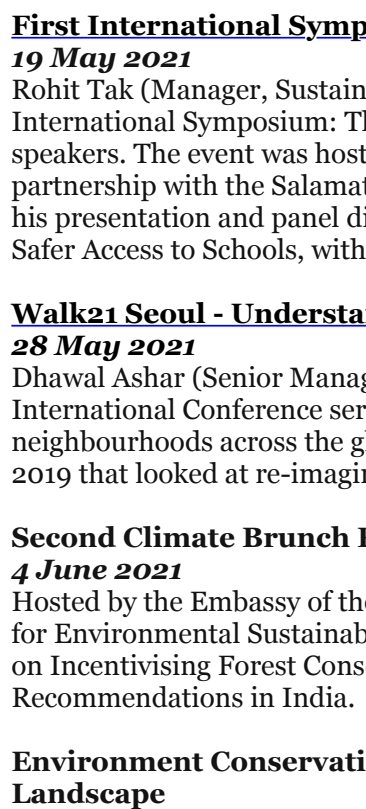 First International Symp
19 May 2021
Rohit Tak (Manager, Sustain
International Symposium: Th
speakers. The event was host
partnership with the Salamat
his presentation and panel di
Safer Access to Schools, with
Walk21 Seoul - Understa
28 May 2021
Dhawal Ashar (Senior Manag
International Conference ser
neighbourhoods across the gl
2019 that looked at re-imagin
Second Climate Brunch
4 June 2021
Hosted by the Embassy of the
for Environmental Sustainab
on Incentivising Forest Cons
Recommendations in India.
Environment Conservati
Landscape